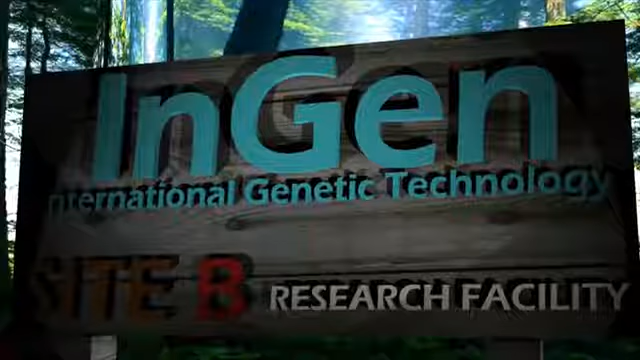 InGen
International Genetic Technology
SITE B RESEARCH FACILITY